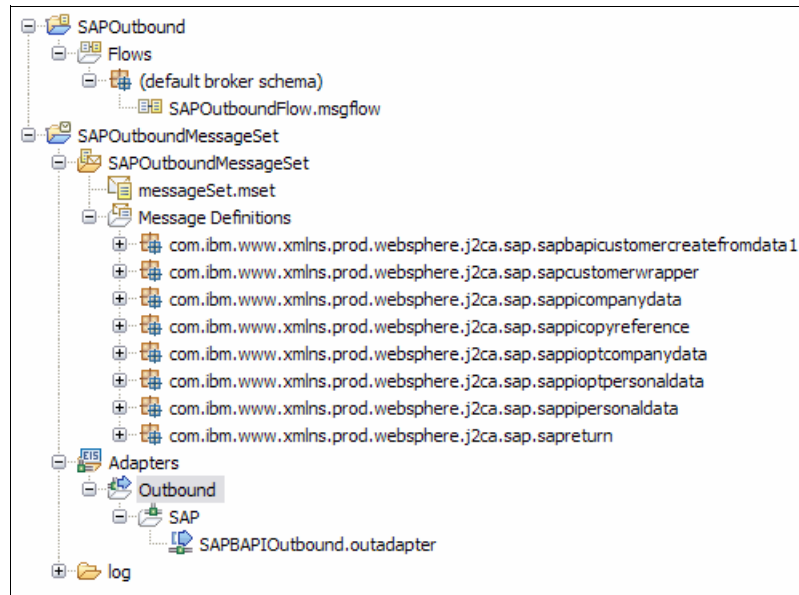 SAPOutbound
Flows
(default broker schema)
SAPOutboundFlow.msgflow
SAPOutboundMessageSet
SAPOutboundMessageSet
messageSet.mset
Message Definitions
com.ibm.www.xmlns.prod.websphere.j2ca.sap.sapbapicustomercreatefromdata1
com.ibm.www.xmlns.prod.websphere.j2ca.sap.sapcustomerwrapper
com.ibm.www.xmlns.prod.websphere.j2ca.sap.sappicompanydata
com.ibm.www.xmlns.prod.websphere.j2ca.sap.sappicopyreference
com.ibm.www.xmlns.prod.websphere.j2ca.sap.sappioptcompanydata
com.ibm.www.xmlns.prod.websphere.j2ca.sap.sappioptpersonaldata
com.ibm.www.xmlns.prod.websphere.j2ca.sap.sappipersonaldata
com.ibm.www.xmlns.prod.websphere.j2ca.sap.sapreturn
EIS
Adapters
Outbound
SAP
SAPBAPIOutbound.outadapter
log